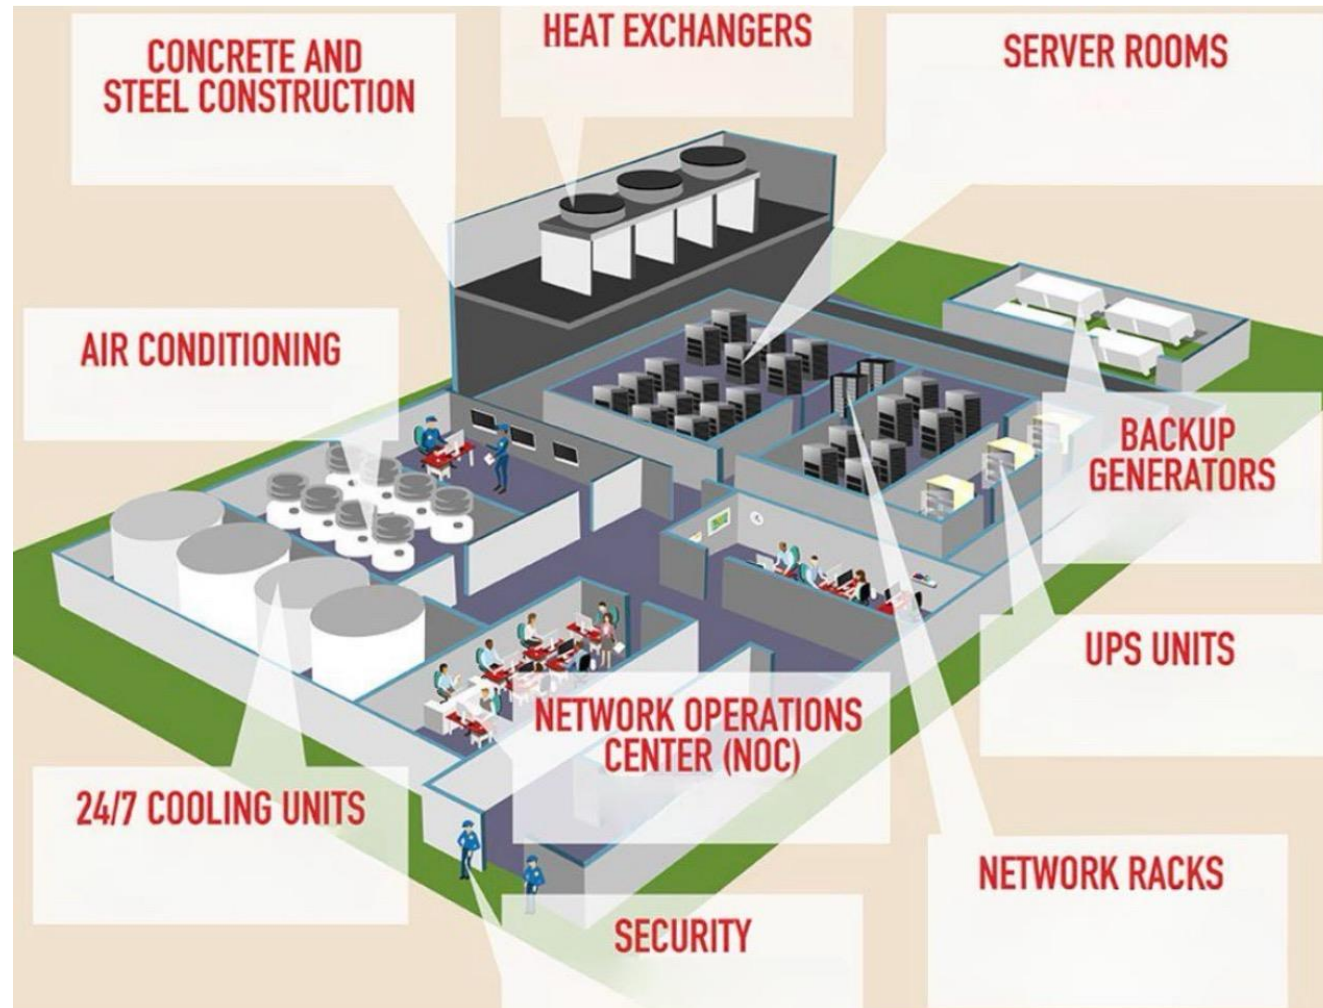 CONCRETE AND
STEEL CONSTRUCTION
HEAT EXCHANGERS
SERVER ROOMS
AIR CONDITIONING
BACKUP
GENERATORS
UPS UNITS
NETWORK OPERATIONS
CENTER (NOC)
24/7 COOLING UNITS
NETWORK RACKS
SECURITY